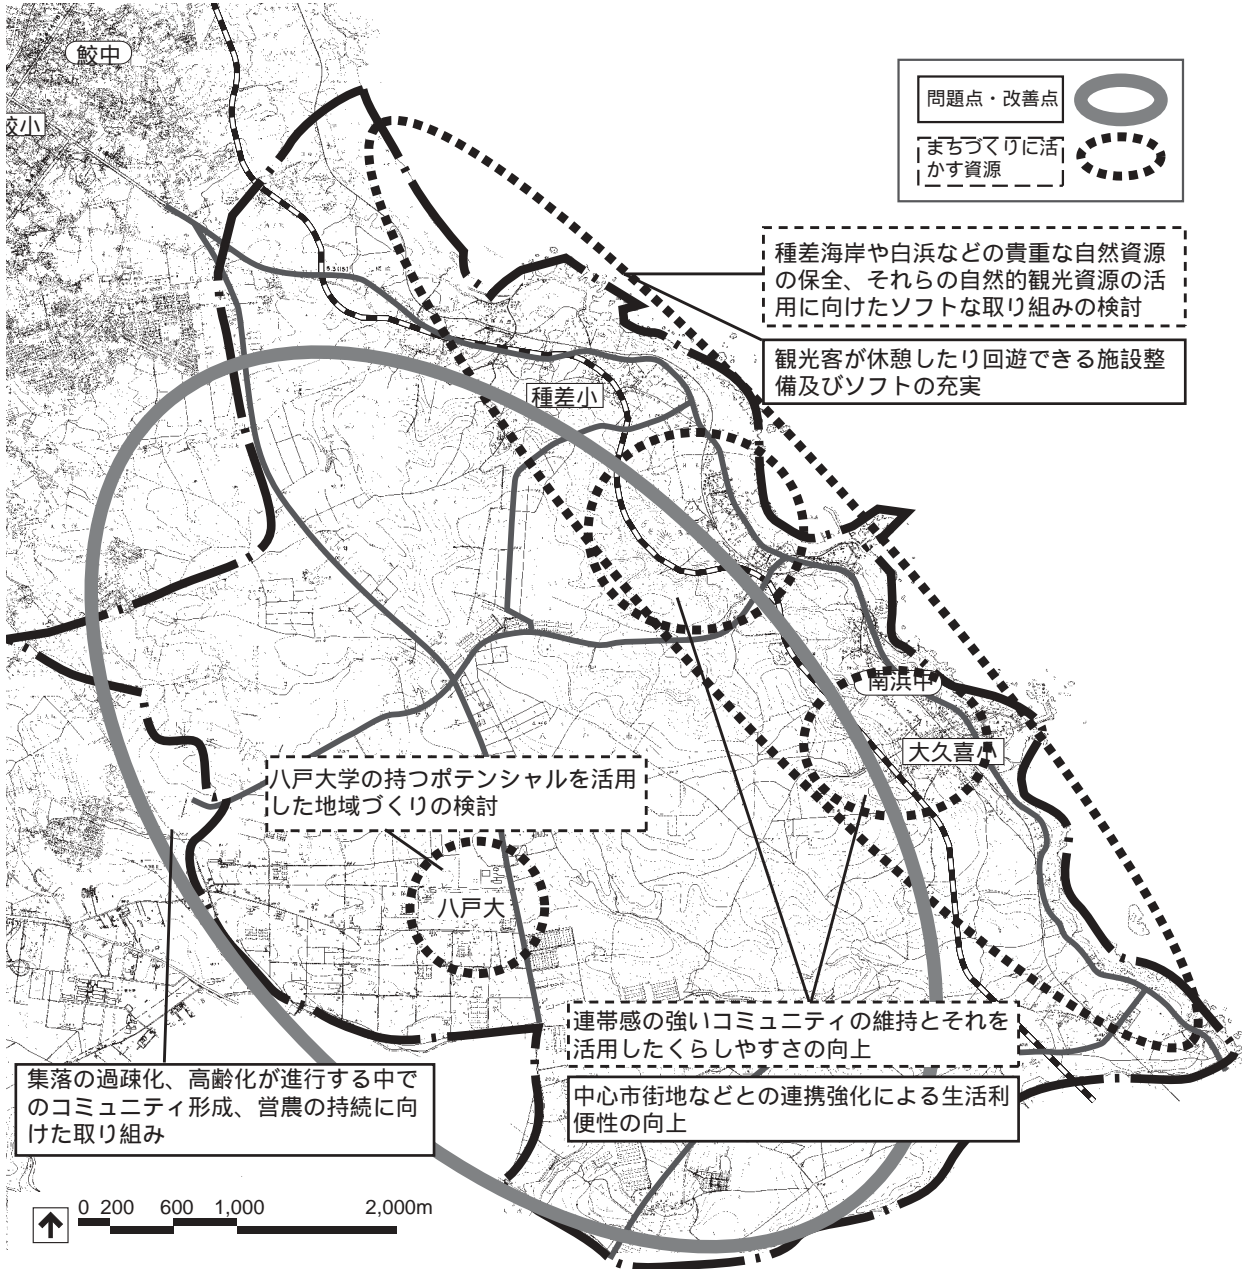 鮫中
鮫小
問題点・改善点
まちづくりに活
かす資源
種差海岸や白浜などの貴重な自然資源
の保全、それらの自然的観光資源の活
用に向けたソフトな取り組みの検討
観光客が休憩したり回遊できる施設整
備及びソフトの充実
種差小
南浜中
大久喜小
八戸大学の持つポテンシャルを活用
した地域づくりの検討
八戸大
連帯感の強いコミュニティの維持とそれを
活用したくらしやすさの向上
中心市街地などとの連携強化による生活利
便性の向上
集落の過疎化、高齢化が進行する中で
のコミュニティ形成、営農の持続に向
けた取り組み
0 200 600 1,000 2,000m